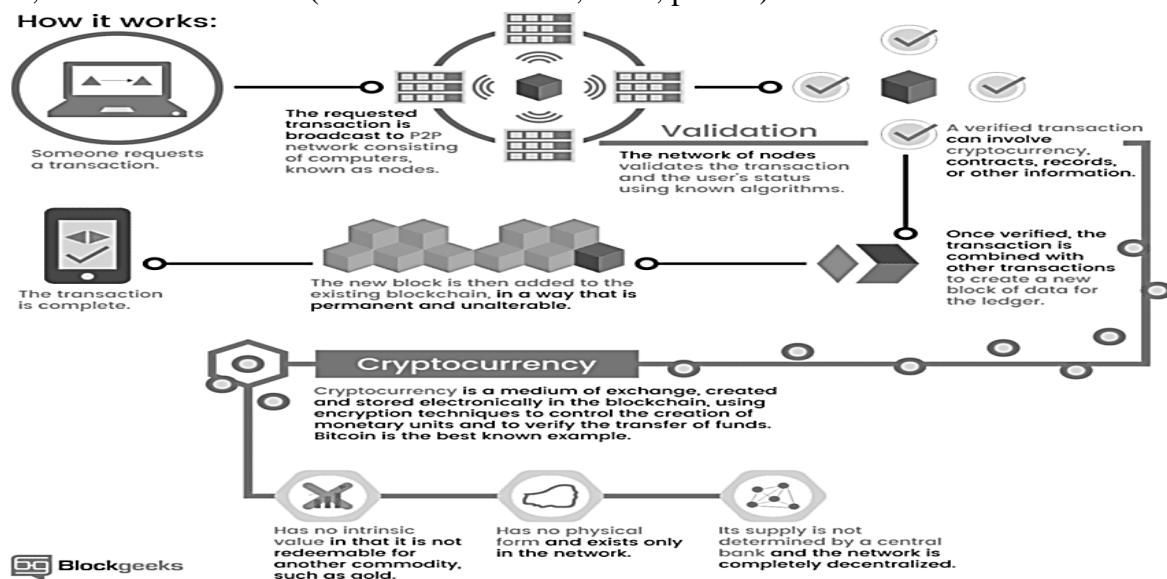 How it works:
Someone requests
a transaction.
The requested
transaction is
broadcast to P2P
network consisting
of computers,
known as nodes.
Validation
The network of nodes
validates the transaction
and the user's status
using known algorithms.
A verified transaction
can involve
cryptocurrency,
contracts, records,
or other information.
Once verified, the
transaction is
combined with
other transactions
to create a new
block of data for
the ledger.
The new block is then added to the
existing blockchain, in a way that is
permanent and unalterable.
The transaction
is complete.
Cryptocurrency
Cryptocurrency is a medium of exchange, created
and stored electronically in the blockchain, using
encryption techniques to control the creation of
monetary units and to verify the transfer of funds.
Bitcoin is the best known example.
Has no intrinsic
value in that it is not
redeemable for
another commodity,
such as gold.
Has no physical
form and exists only
in the network.
Its supply is not
determined by a central
bank and the network is
completely decentralized.
bg Blockgeeks